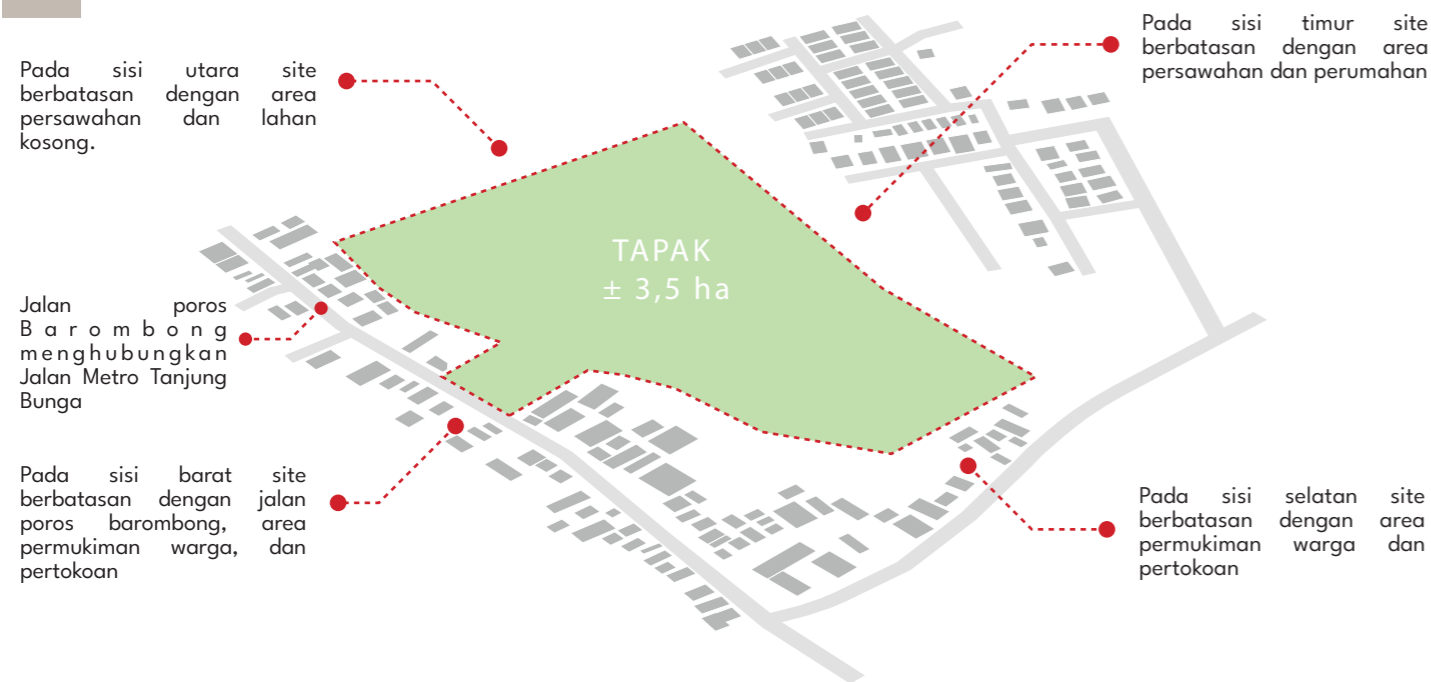 Pada sisi utara site
berbatasan dengan area
persawahan dan lahan
kosong.
Pada sisi timur site
berbatasan dengan area
persawahan dan perumahan
TAPAK
± 3,5 ha
Jalan poros
Barombong
menghubungkan
Jalan Metro Tanjung
Bunga
Pada sisi barat site
berbatasan dengan jalan
poros barombong, area
permukiman warga, dan
pertokoan
Pada sisi selatan site
berbatasan dengan area
permukiman warga dan
pertokoan